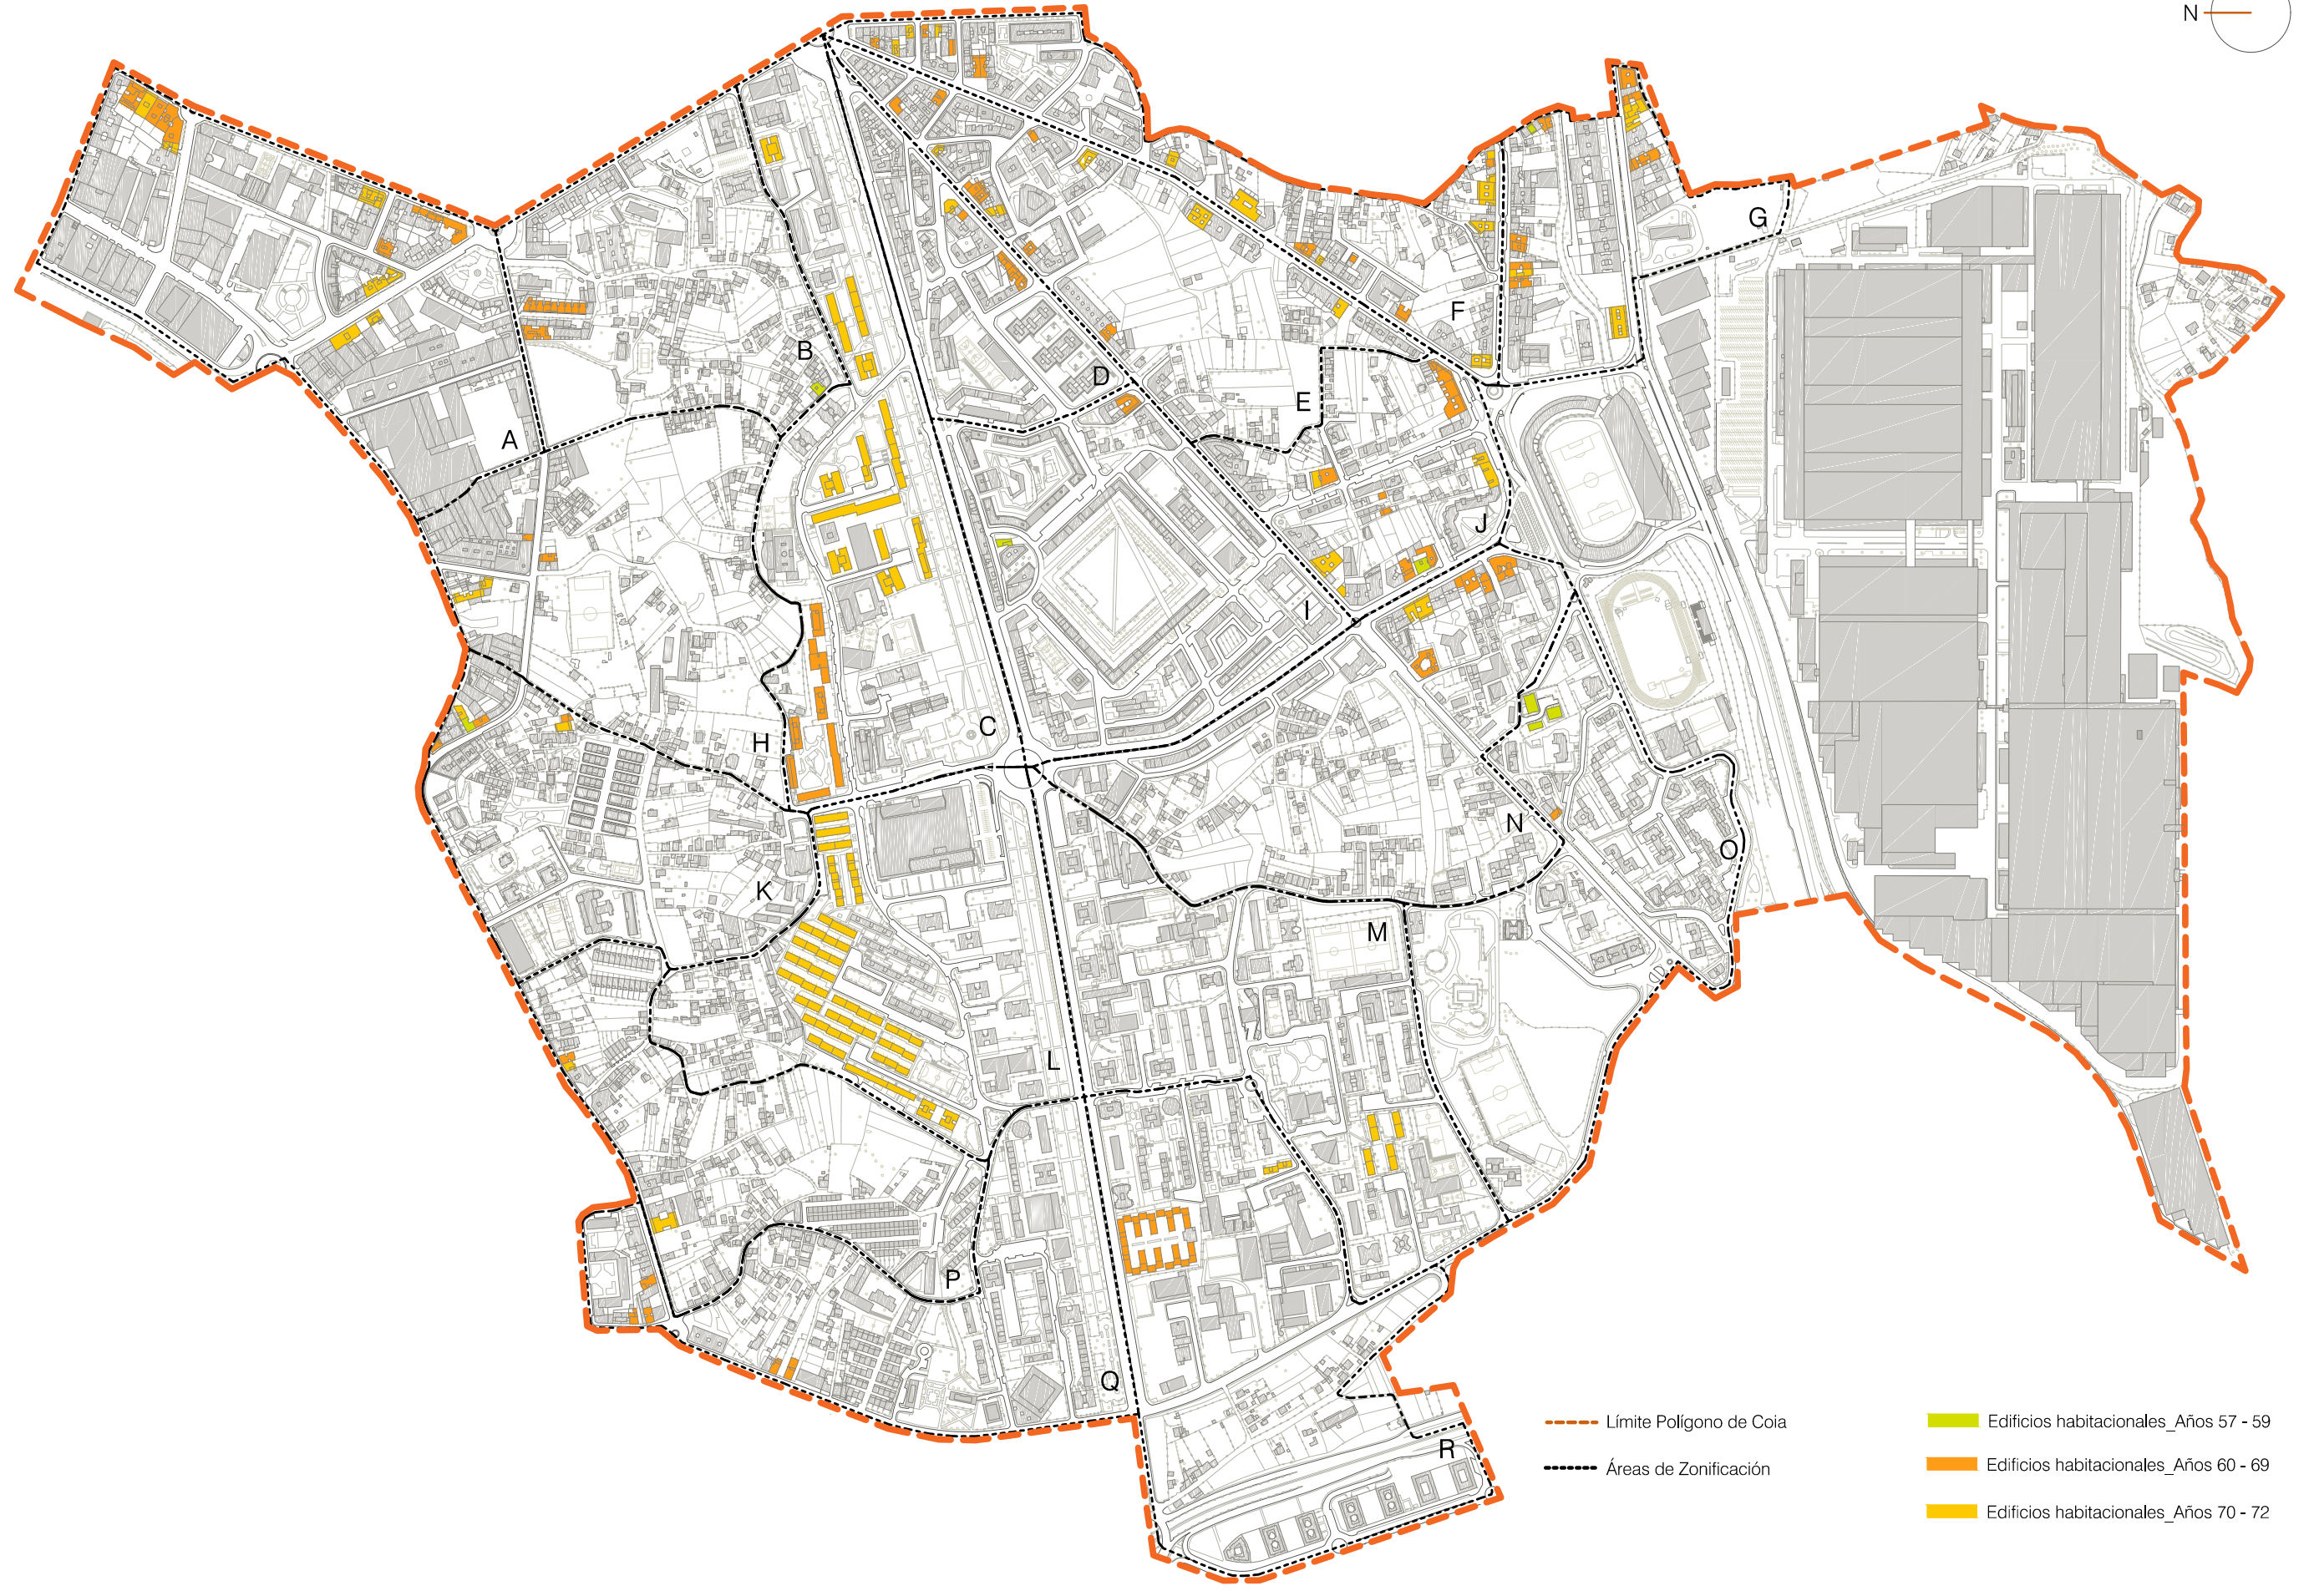 N
G
F
B
D
E
A
J
I
C
H
N
O
K
M
L
P
Q
R
Límite Polígono de Coia
Áreas de Zonificación
Edificios habitacionales_Años 57 - 59
Edificios habitacionales_Años 60 - 69
Edificios habitacionales_Años 70 - 72